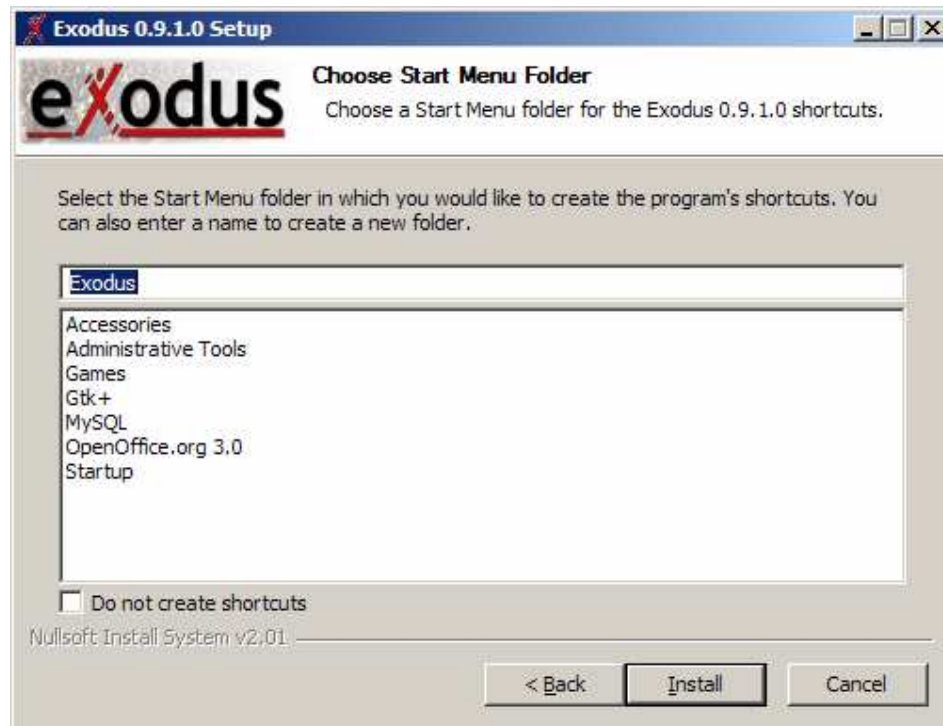 Exodus 0.9.1.0 Setup
exodus
Choose Start Menu Folder
Choose a Start Menu folder for the Exodus 0.9.1.0 shortcuts.
Select the Start Menu folder in which you would like to create the program's shortcuts. You
can also enter a name to create a new folder.
Exodus
Accessories
Administrative Tools
Games
Gtk+
MySQL
OpenOffice.org 3.0
Startup
Do not create shortcuts
Nullsoft Install System v2.01
< Back Install Cancel